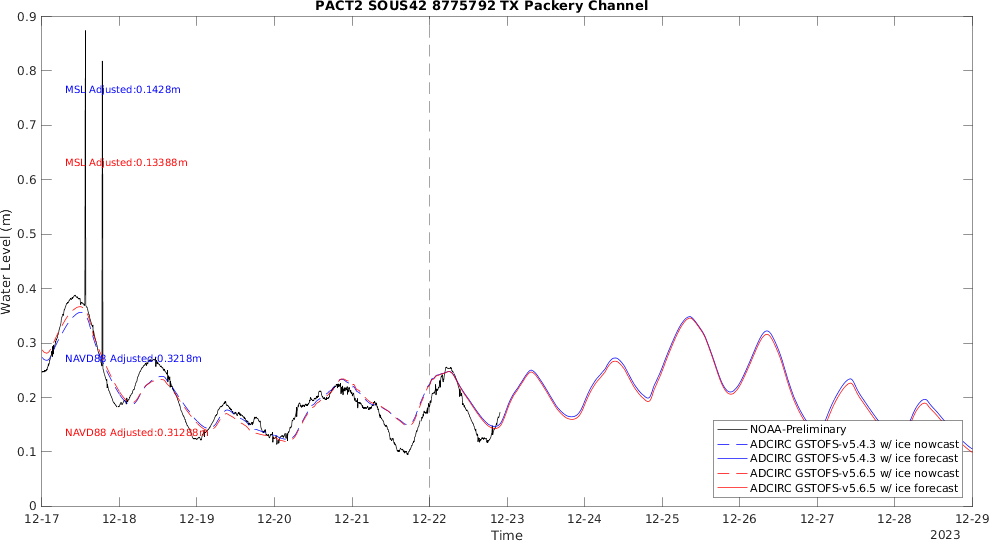 PACT2 SOUS42 8775792 TX Packery Channel
0.9
0.8
0.7
0.6
0.5
0.4
0.3
0.2
0.1
0
Water Level (m)
MSL Adjusted:0.1428m
MSL Adjusted:0.13388m
NAVD88 Adjusted:0.3218m
NAVD88 Adjusted:0.31288m
NOAA-Preliminary
ADCIRC GSTOFS-v5.4.3 w/ ice nowcast
ADCIRC GSTOFS-v5.4.3 w/ ice forecast
ADCIRC GSTOFS-v5.6.5 w/ ice nowcast
ADCIRC GSTOFS-v5.6.5 w/ ice forecast
12-17 12-18 12-19 12-20 12-21 12-22 12-23 12-24 12-25 12-26 12-27 12-28 12-29
Time
2023